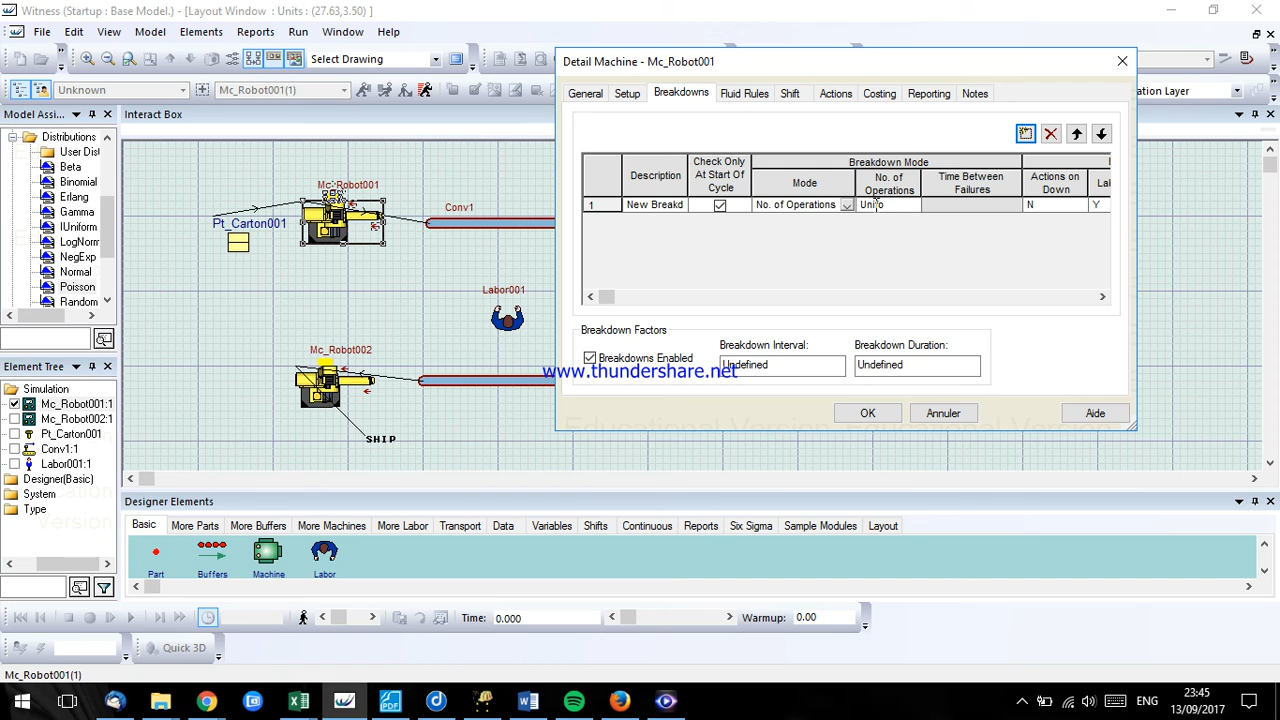 Witness (Startup : Base Model.) - [ Layout Window : Units : (27.63,3.50) ]
File Edit View Model Elements Reports Run Window Help
Select Drawing
Unknown Mc_Robot001(1)
Model Assi...
Distributions
User Dist
Beta
Binomial
Erlang
Gamma
IUniform
LogNorm
NegExp
Normal
Poisson
Random
Element Tree
Simulation
Mc_Robot001:1
Mc_Robot002:1
Pt_Carton001
Conv1:1
Labor001:1
Designer(Basic)
System
Type
Interact Box
Mc_Robot001
Pt_Carton001
Conv1
Labor001
Mc_Robot002
SHIP
Detail Machine - Mc_Robot001
General Setup Breakdowns Fluid Rules Shift Actions Costing Reporting Notes
Description
Check Only At Start Of Cycle
Breakdown Mode
Mode
No. of Operations
Time Between Failures
Actions on Down
1 New Breakd No. of Operations Unifo N Y
Breakdown Factors
Breakdowns Enabled
Breakdown Interval: Breakdown Duration:
Undefined Undefined
www.thundershare.net
OK Annuler Aide
Educational Version Educational Version
ation Layer
Designer Elements
Basic More Parts More Buffers More Machines More Labor Transport Data Variables Shifts Continuous Reports Six Sigma Sample Modules Layout
Part Buffers Machine Labor
Time: 0.000 Warmup: 0.00
Quick 3D
Mc_Robot001(1)
ENG
23:45
13/09/2017